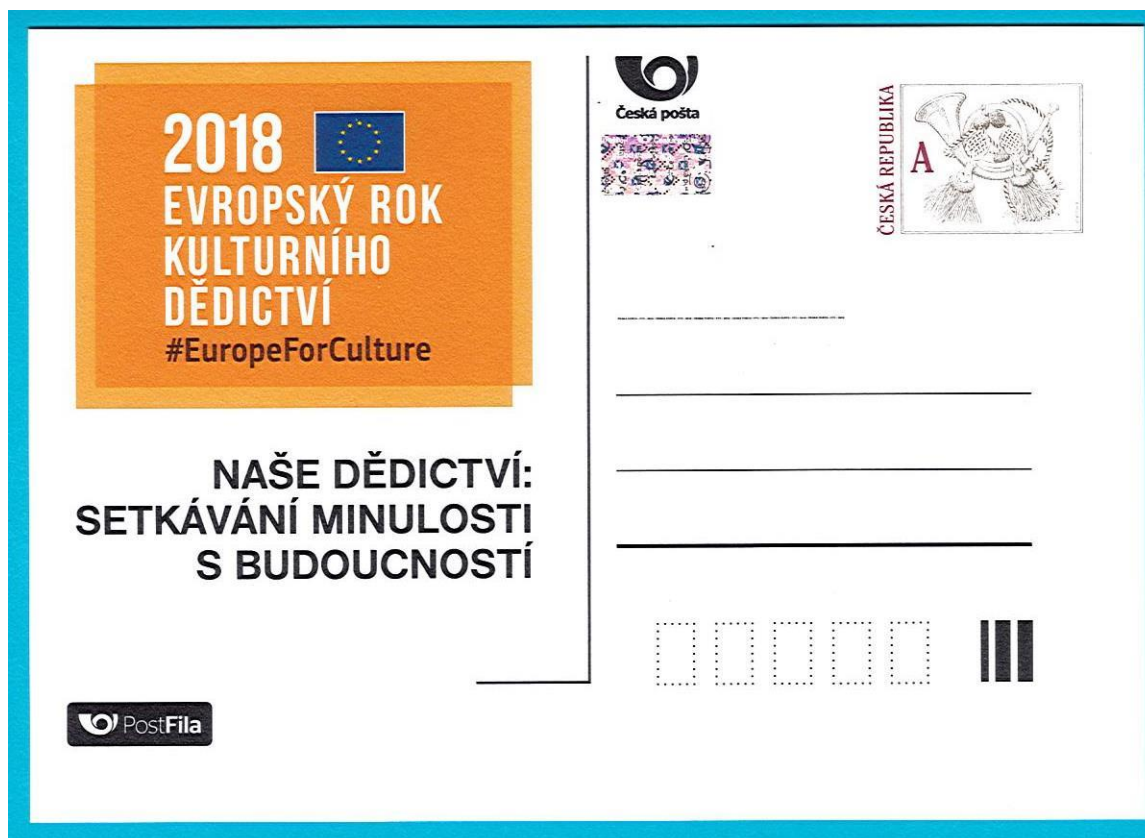 2018
EVROPSKÝ ROK
KULTURNÍHO
DĚDICTVÍ
#EuropeForCulture
NAŠE DĚDICTVÍ:
SETKÁVÁNÍ MINULOSTI
S BUDOUCNOSTÍ
PostFila
Česká pošta
ČESKÁ REPUBLIKA
A